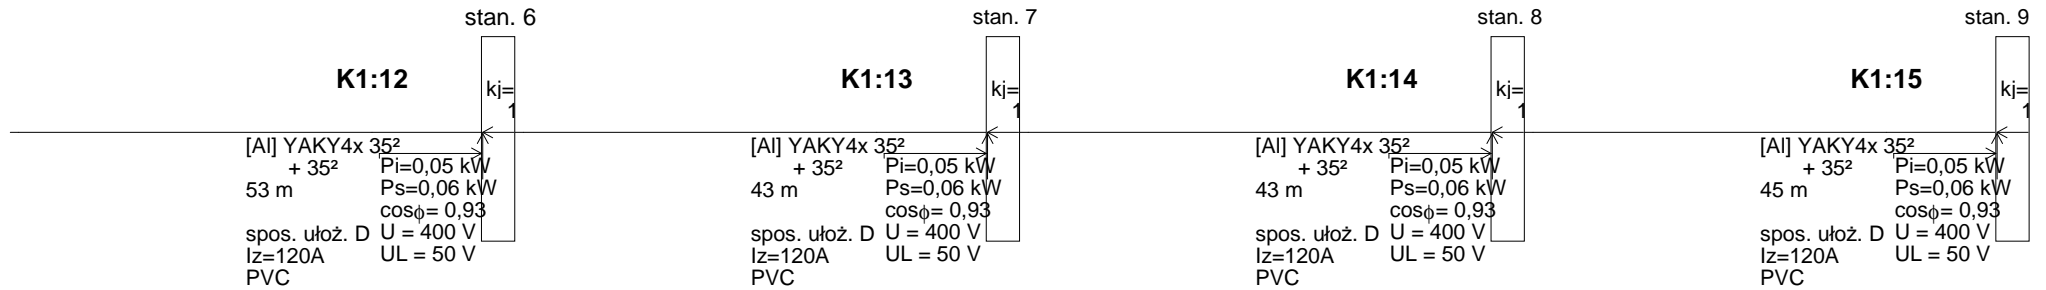 stan. 6
K1:12
kj=
1
[Al] YAKY4x 35²
+ 35²
53 m
spos. ułoż. D
Iz=120A
PVC
Pi=0,05 kW
Ps=0,06 kW
cosϕ= 0,93
U = 400 V
UL = 50 V
stan. 7
K1:13
kj=
1
[Al] YAKY4x 35²
+ 35²
43 m
spos. ułoż. D
Iz=120A
PVC
Pi=0,05 kW
Ps=0,06 kW
cosϕ= 0,93
U = 400 V
UL = 50 V
stan. 8
K1:14
kj=
1
[Al] YAKY4x 35²
+ 35²
43 m
spos. ułoż. D
Iz=120A
PVC
Pi=0,05 kW
Ps=0,06 kW
cosϕ= 0,93
U = 400 V
UL = 50 V
stan. 9
K1:15
kj=
1
[Al] YAKY4x 35²
+ 35²
45 m
spos. ułoż. D
Iz=120A
PVC
Pi=0,05 kW
Ps=0,06 kW
cosϕ= 0,93
U = 400 V
UL = 50 V